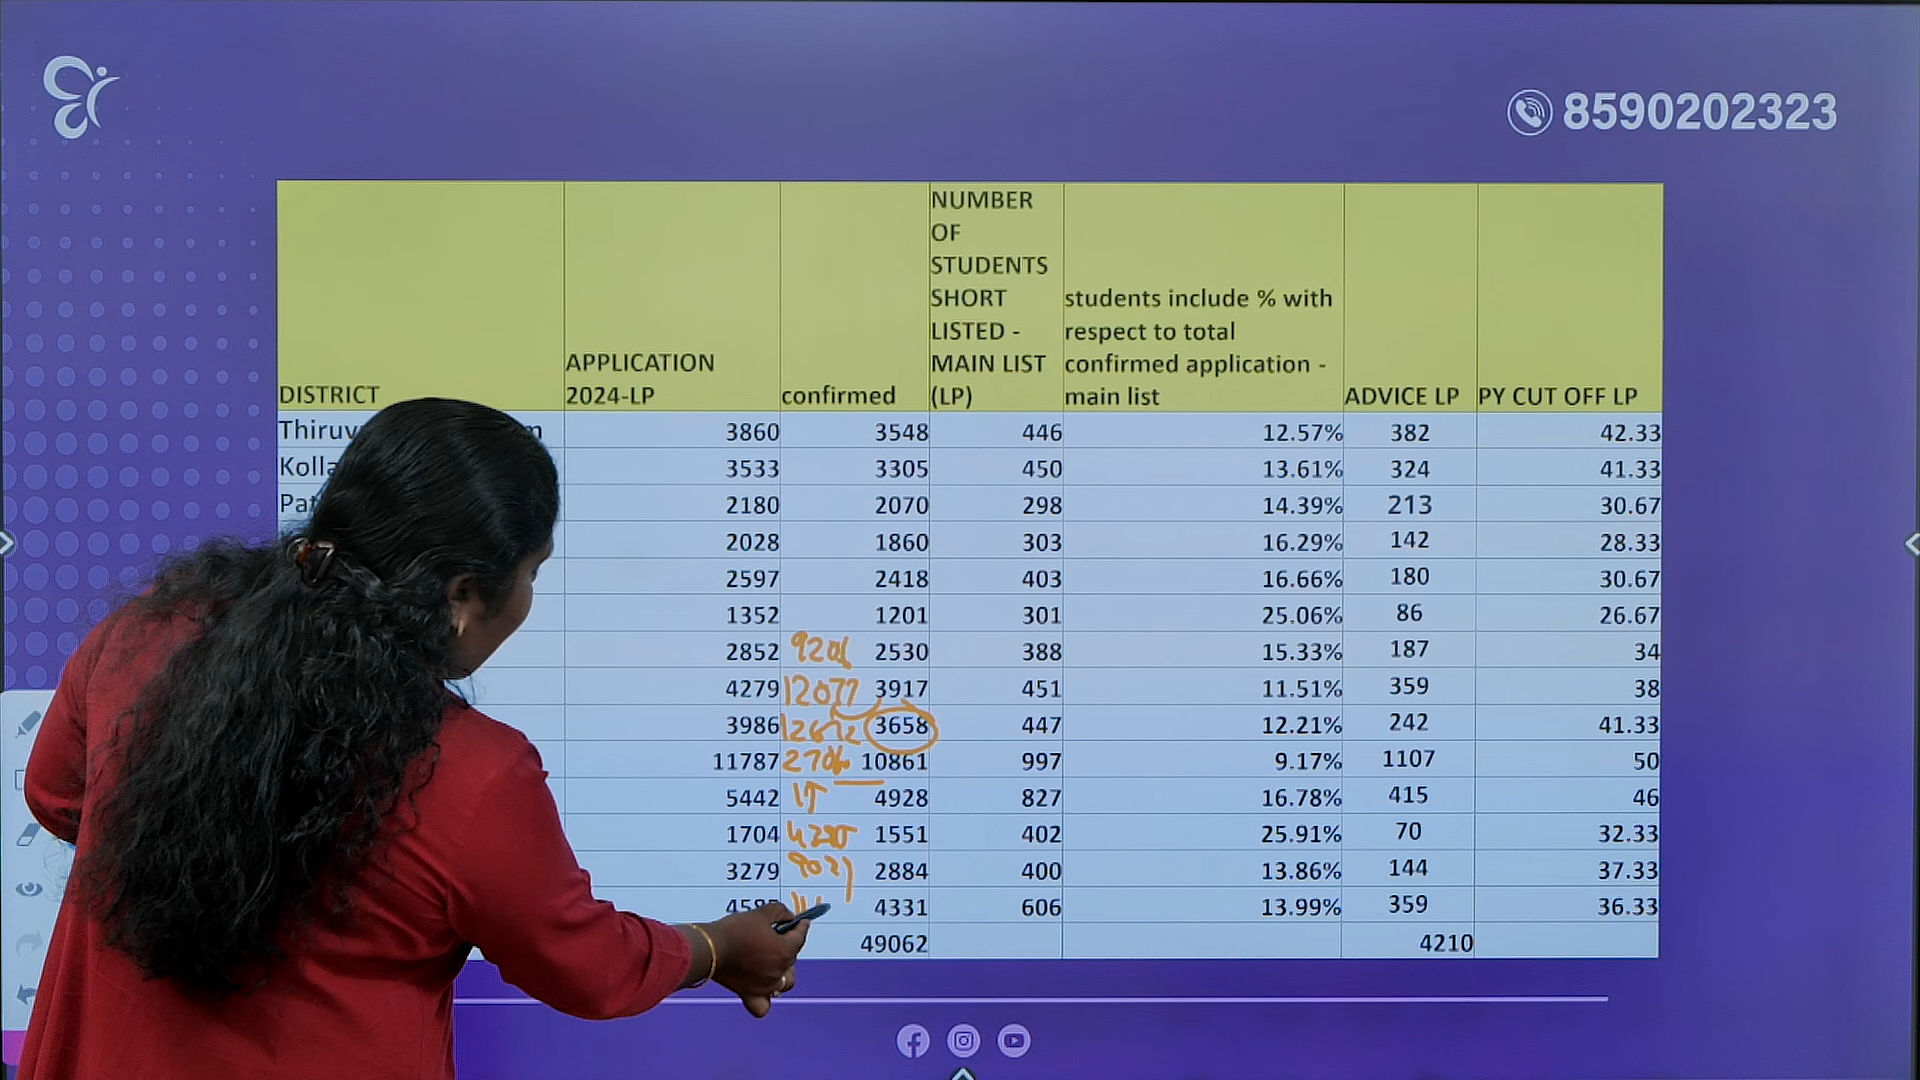 8590202323
DISTRICT APPLICATION 2024-LP confirmed NUMBER OF STUDENTS SHORT LISTED - MAIN LIST (LP) students include % with respect to total confirmed application - main list ADVICE LP PY CUT OFF LP
3860 3548 446 12.57% 382 42.33
3533 3305 450 13.61% 324 41.33
2180 2070 298 14.39% 213 30.67
2028 1860 303 16.29% 142 28.33
2597 2418 403 16.66% 180 30.67
1352 1201 301 25.06% 86 26.67
2852 9206 2530 388 15.33% 187 34
4279 12077 3917 451 11.51% 359 38
3986 3658 447 12.21% 242 41.33
11787 10861 997 9.17% 1107 50
5442 4928 827 16.78% 415 46
1704 1551 402 25.91% 70 32.33
3279 2884 400 13.86% 144 37.33
4331 606 13.99% 359 36.33
49062 4210